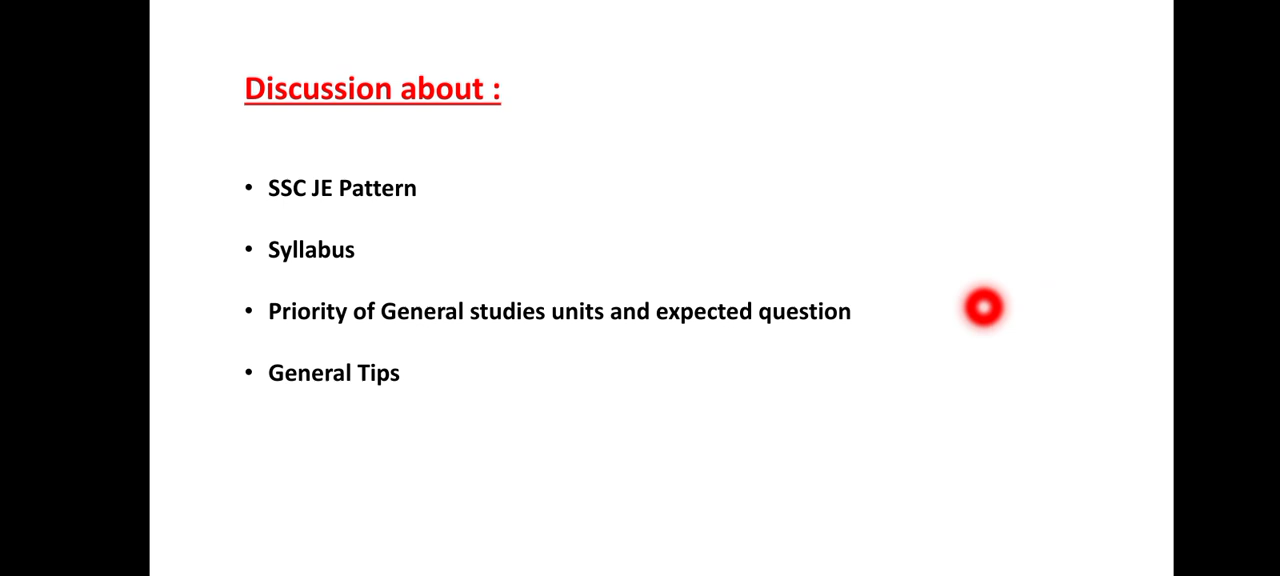 Discussion about :
• SSC JE Pattern
• Syllabus
• Priority of General studies units and expected question
• General Tips